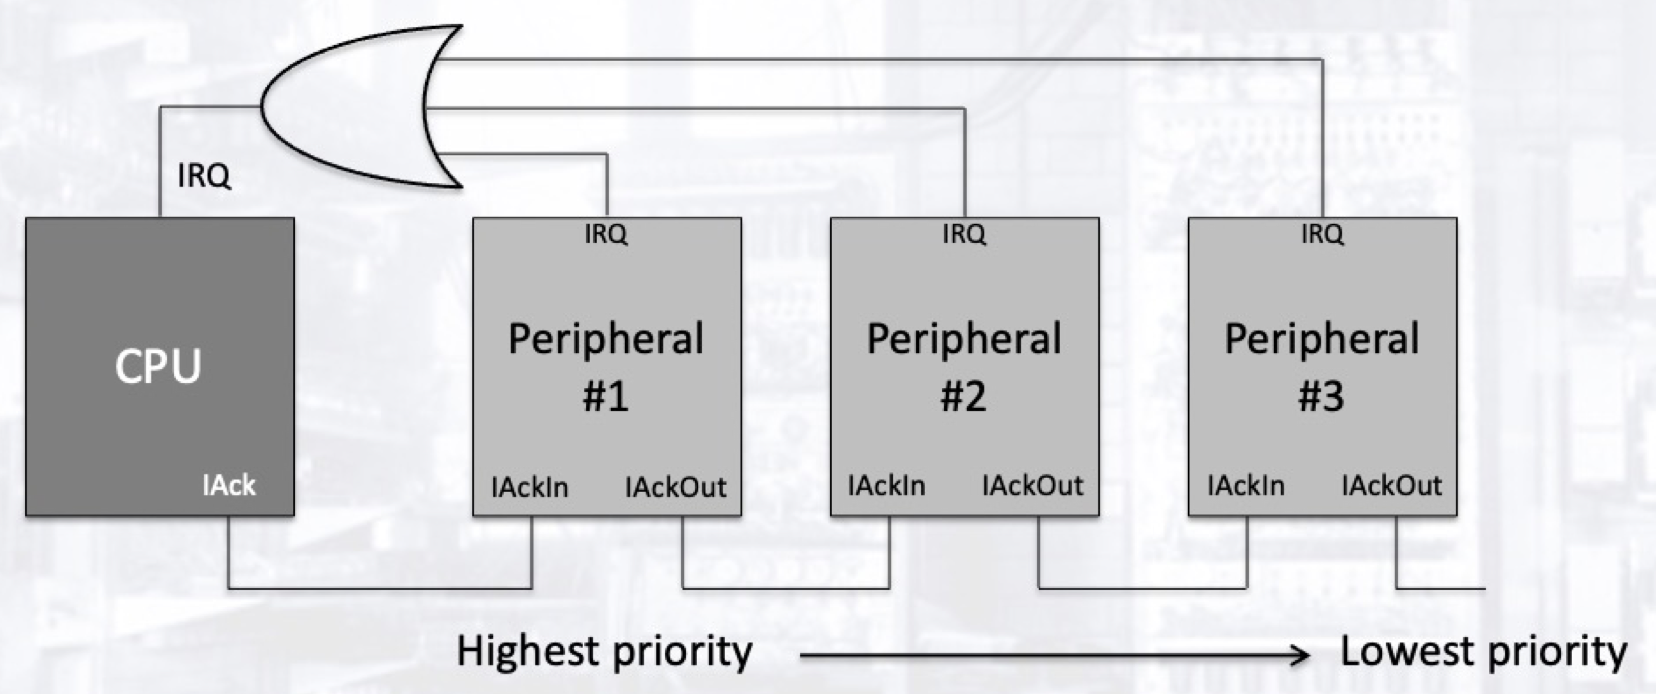 IRQ
IRQ
IRQ
IRQ
CPU
Peripheral
#1
Peripheral
#2
Peripheral
#3
IAck
IAckIn
IAckOut
IAckIn
IAckOut
IAckIn
IAckOut
Highest priority
Lowest priority